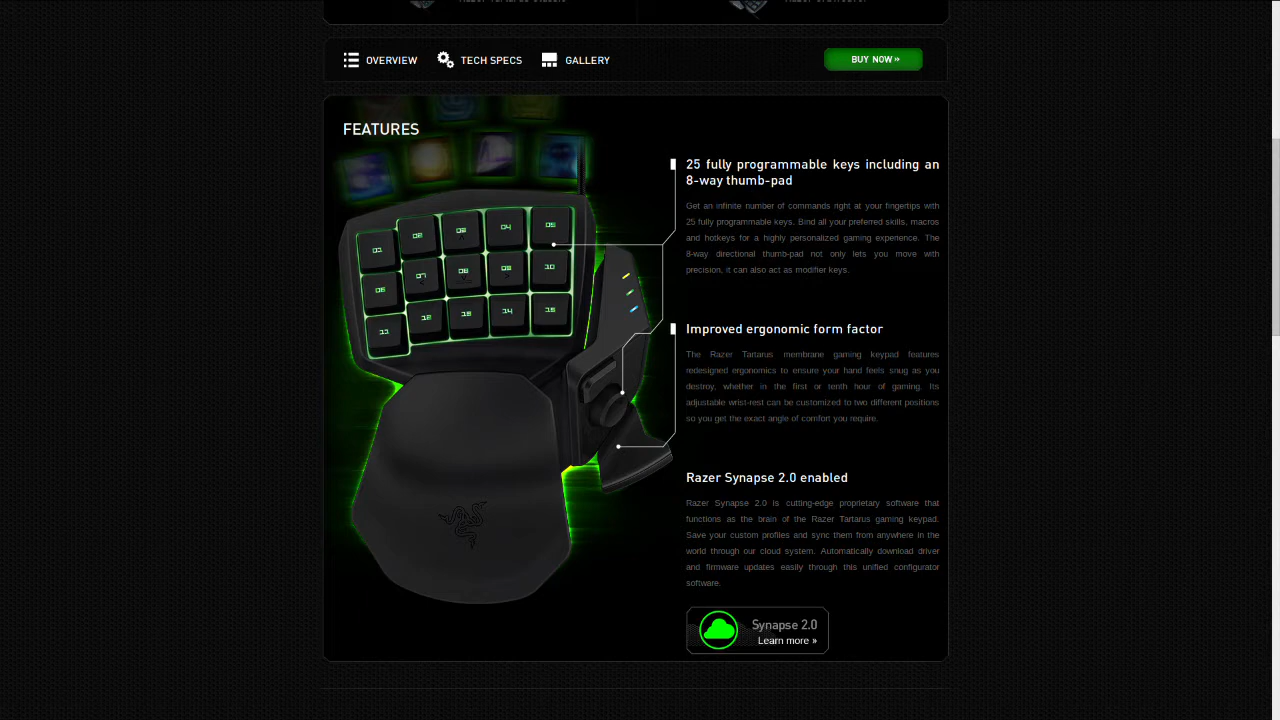 OVERVIEW
TECH SPECS
GALLERY
BUY NOW »
FEATURES
25 fully programmable keys including an
8-way thumb-pad
Get an infinite number of commands right at your fingertips with
25 fully programmable keys. Bind all your preferred skills, macros
and hotkeys for a highly personalized gaming experience. The
8-way directional thumb-pad not only lets you move with
precision, it can also act as modifier keys.
01
02
03
04
05
06
07
08
09
10
11
12
13
14
15
Improved ergonomic form factor
The Razer Tartarus membrane gaming keypad features
redesigned ergonomics to ensure your hand feels snug as you
destroy, whether in the first or tenth hour of gaming. Its
adjustable wrist-rest can be customized to two different positions
so you get the exact angle of comfort you require.
Razer Synapse 2.0 enabled
Razer Synapse 2.0 is cutting-edge proprietary software that
functions as the brain of the Razer Tartarus gaming keypad.
Save your custom profiles and sync them from anywhere in the
world through our cloud system. Automatically download driver
and firmware updates easily through this unified configurator
software.
Synapse 2.0
Learn more »